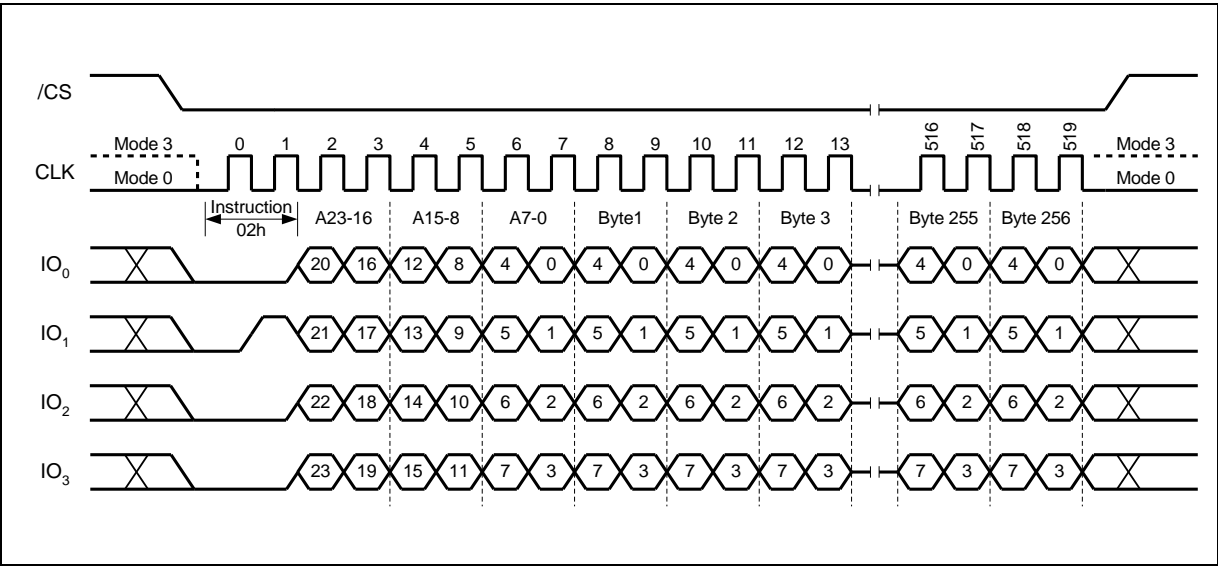 /CS
Mode 3 0 1 2 3 4 5 6 7 8 9 10 11 12 13 516 517 518 519 Mode 3
CLK
Mode 0 Mode 0
Instruction A23-16 A15-8 A7-0 Byte1 Byte 2 Byte 3 Byte 255 Byte 256
02h
IO0 20 16 12 8 4 0 4 0 4 0 4 0 4 0 4 0
IO1 21 17 13 9 5 1 5 1 5 1 5 1 5 1 5 1
IO2 22 18 14 10 6 2 6 2 6 2 6 2 6 2 6 2
IO3 23 19 15 11 7 3 7 3 7 3 7 3 7 3 7 3